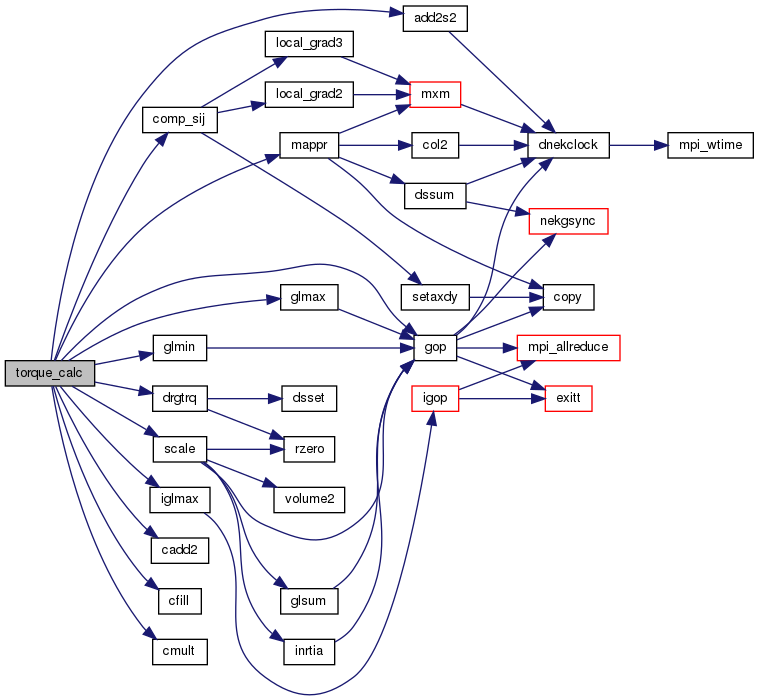 add2s2
local_grad3
local_grad2
mxm
comp_sij
mappr
col2
dnekclock
mpi_wtime
dssum
nekgsync
setaxdy
copy
glmax
glmin
gop
mpi_allreduce
torque_calc
drgtrq
dsset
igop
exitt
scale
rzero
iglmax
volume2
cadd2
cfill
glsum
cmult
inrtia